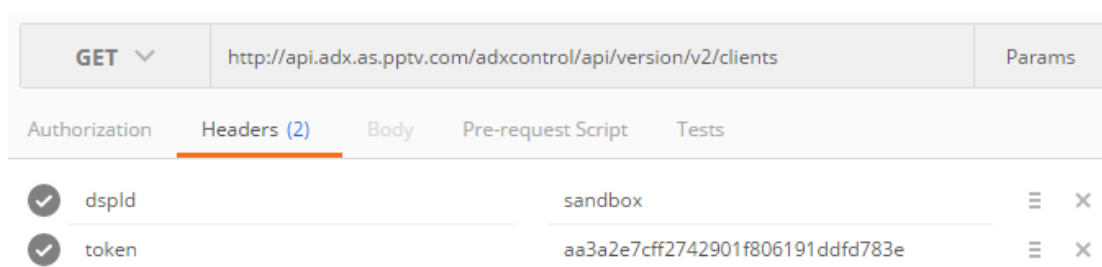 GET http://api.adx.as.pptv.com/adxcontrol/api/version/v2/clients Params
Authorization Headers (2) Body Pre-request Script Tests
dspId sandbox
token aa3a2e7cff2742901f806191ddfd783e